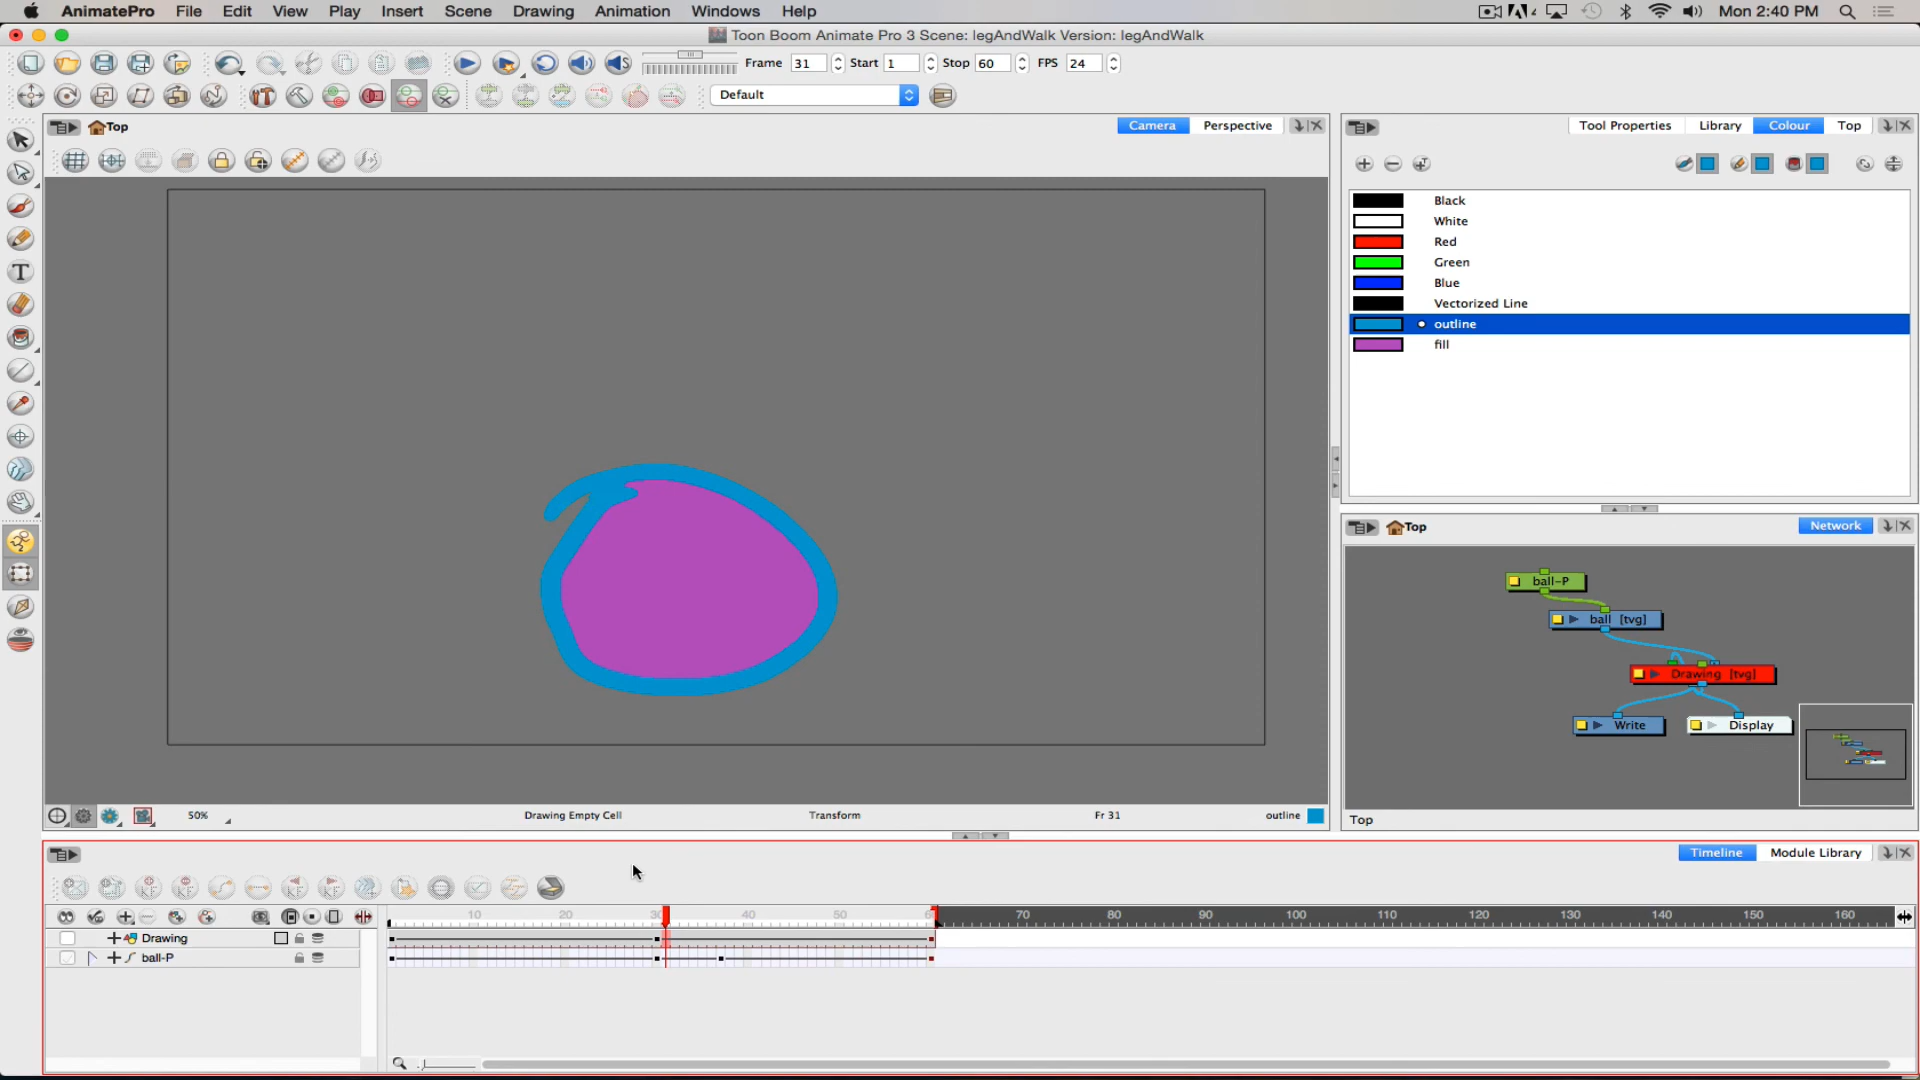 AnimatePro File Edit View Play Insert Scene Drawing Animation Windows Help Mon 2:40 PM
Toon Boom Animate Pro 3 Scene: legAndWalk Version: legAndWalk
Frame 31 Start 1 Stop 60 FPS 24
Default
Top Camera Perspective
Tool Properties Library Colour Top
Black
White
Red
Green
Blue
Vectorized Line
outline
fill
Top Network
ball-P
ball [tvg]
Drawing [tvg]
Write Display
50% Drawing Empty Cell Transform Fr 31 outline
Top
Timeline Module Library
10 20 40 50 70 80 90 100 110 120 130 140 150 160
Drawing
ball-P